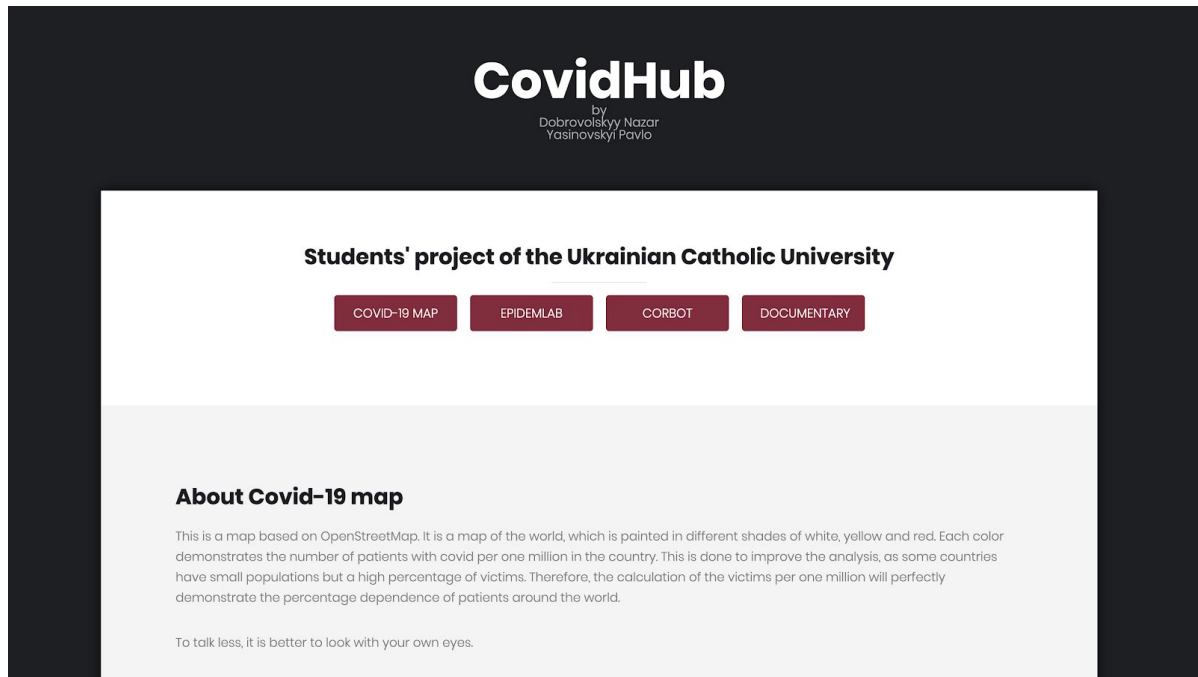 CovidHub
by
Dobrovolskyy Nazar
Yasinovskyi Pavlo
Students' project of the Ukrainian Catholic University
COVID-19 MAP
EPIDEMLAB
CORBOT
DOCUMENTARY
About Covid-19 map
This is a map based on OpenStreetMap. It is a map of the world, which is painted in different shades of white, yellow and red. Each color
demonstrates the number of patients with covid per one million in the country. This is done to improve the analysis, as some countries
have small populations but a high percentage of victims. Therefore, the calculation of the victims per one million will perfectly
demonstrate the percentage dependence of patients around the world.
To talk less, it is better to look with your own eyes.